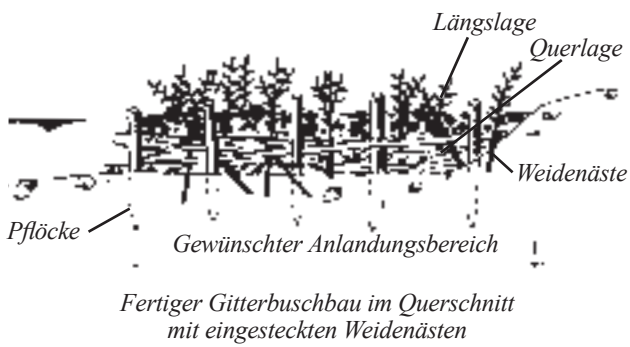 Längslage
Querlage
Weidenäste
Pflöcke
Gewünschter Anlandungsbereich
Fertiger Gitterbuschbau im Querschnitt
mit eingesteckten Weidenästen